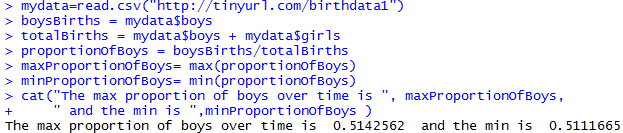 > mydata=read.csv("http://tinyurl.com/birthdata1")
> boysBirths = mydata$boys
> totalBirths = mydata$boys + mydata$girls
> proportionOfBoys = boysBirths/totalBirths
> maxProportionOfBoys= max(proportionOfBoys)
> minProportionOfBoys= min(proportionOfBoys)
> cat("The max proportion of boys over time is ", maxProportionOfBoys,
+     " and the min is ",minProportionOfBoys )
The max proportion of boys over time is  0.5142562  and the min is  0.5111665